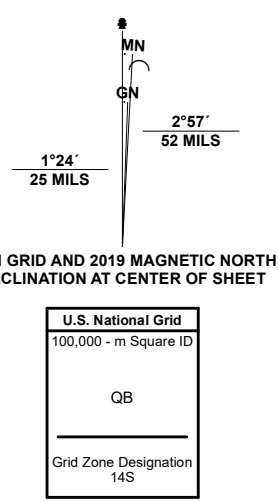 MN
GN
2°57´
52 MILS
1°24´
25 MILS
GRID AND 2019 MAGNETIC NORTH
CLINATION AT CENTER OF SHEET
U.S. National Grid
100,000 - m Square ID
QB
Grid Zone Designation
14S